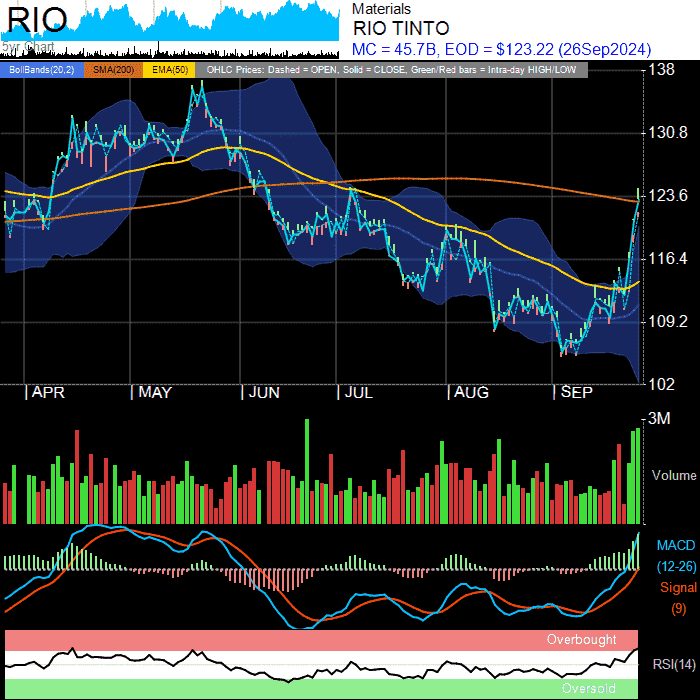 RIO
5yr Chart
Materials
RIO TINTO
MC = 45.7B, EOD = $123.22 (26Sep2024)
BollBands(20,2) SMA(200) EMA(50) OHLC Prices: Dashed = OPEN, Solid = CLOSE, Green/Red bars = Intra-day HIGH/LOW
138
130.8
123.6
116.4
109.2
102
APR MAY JUN JUL AUG SEP
3M
Volume
MACD
(12-26)
Signal
(9)
Overbought
RSI(14)
Oversold